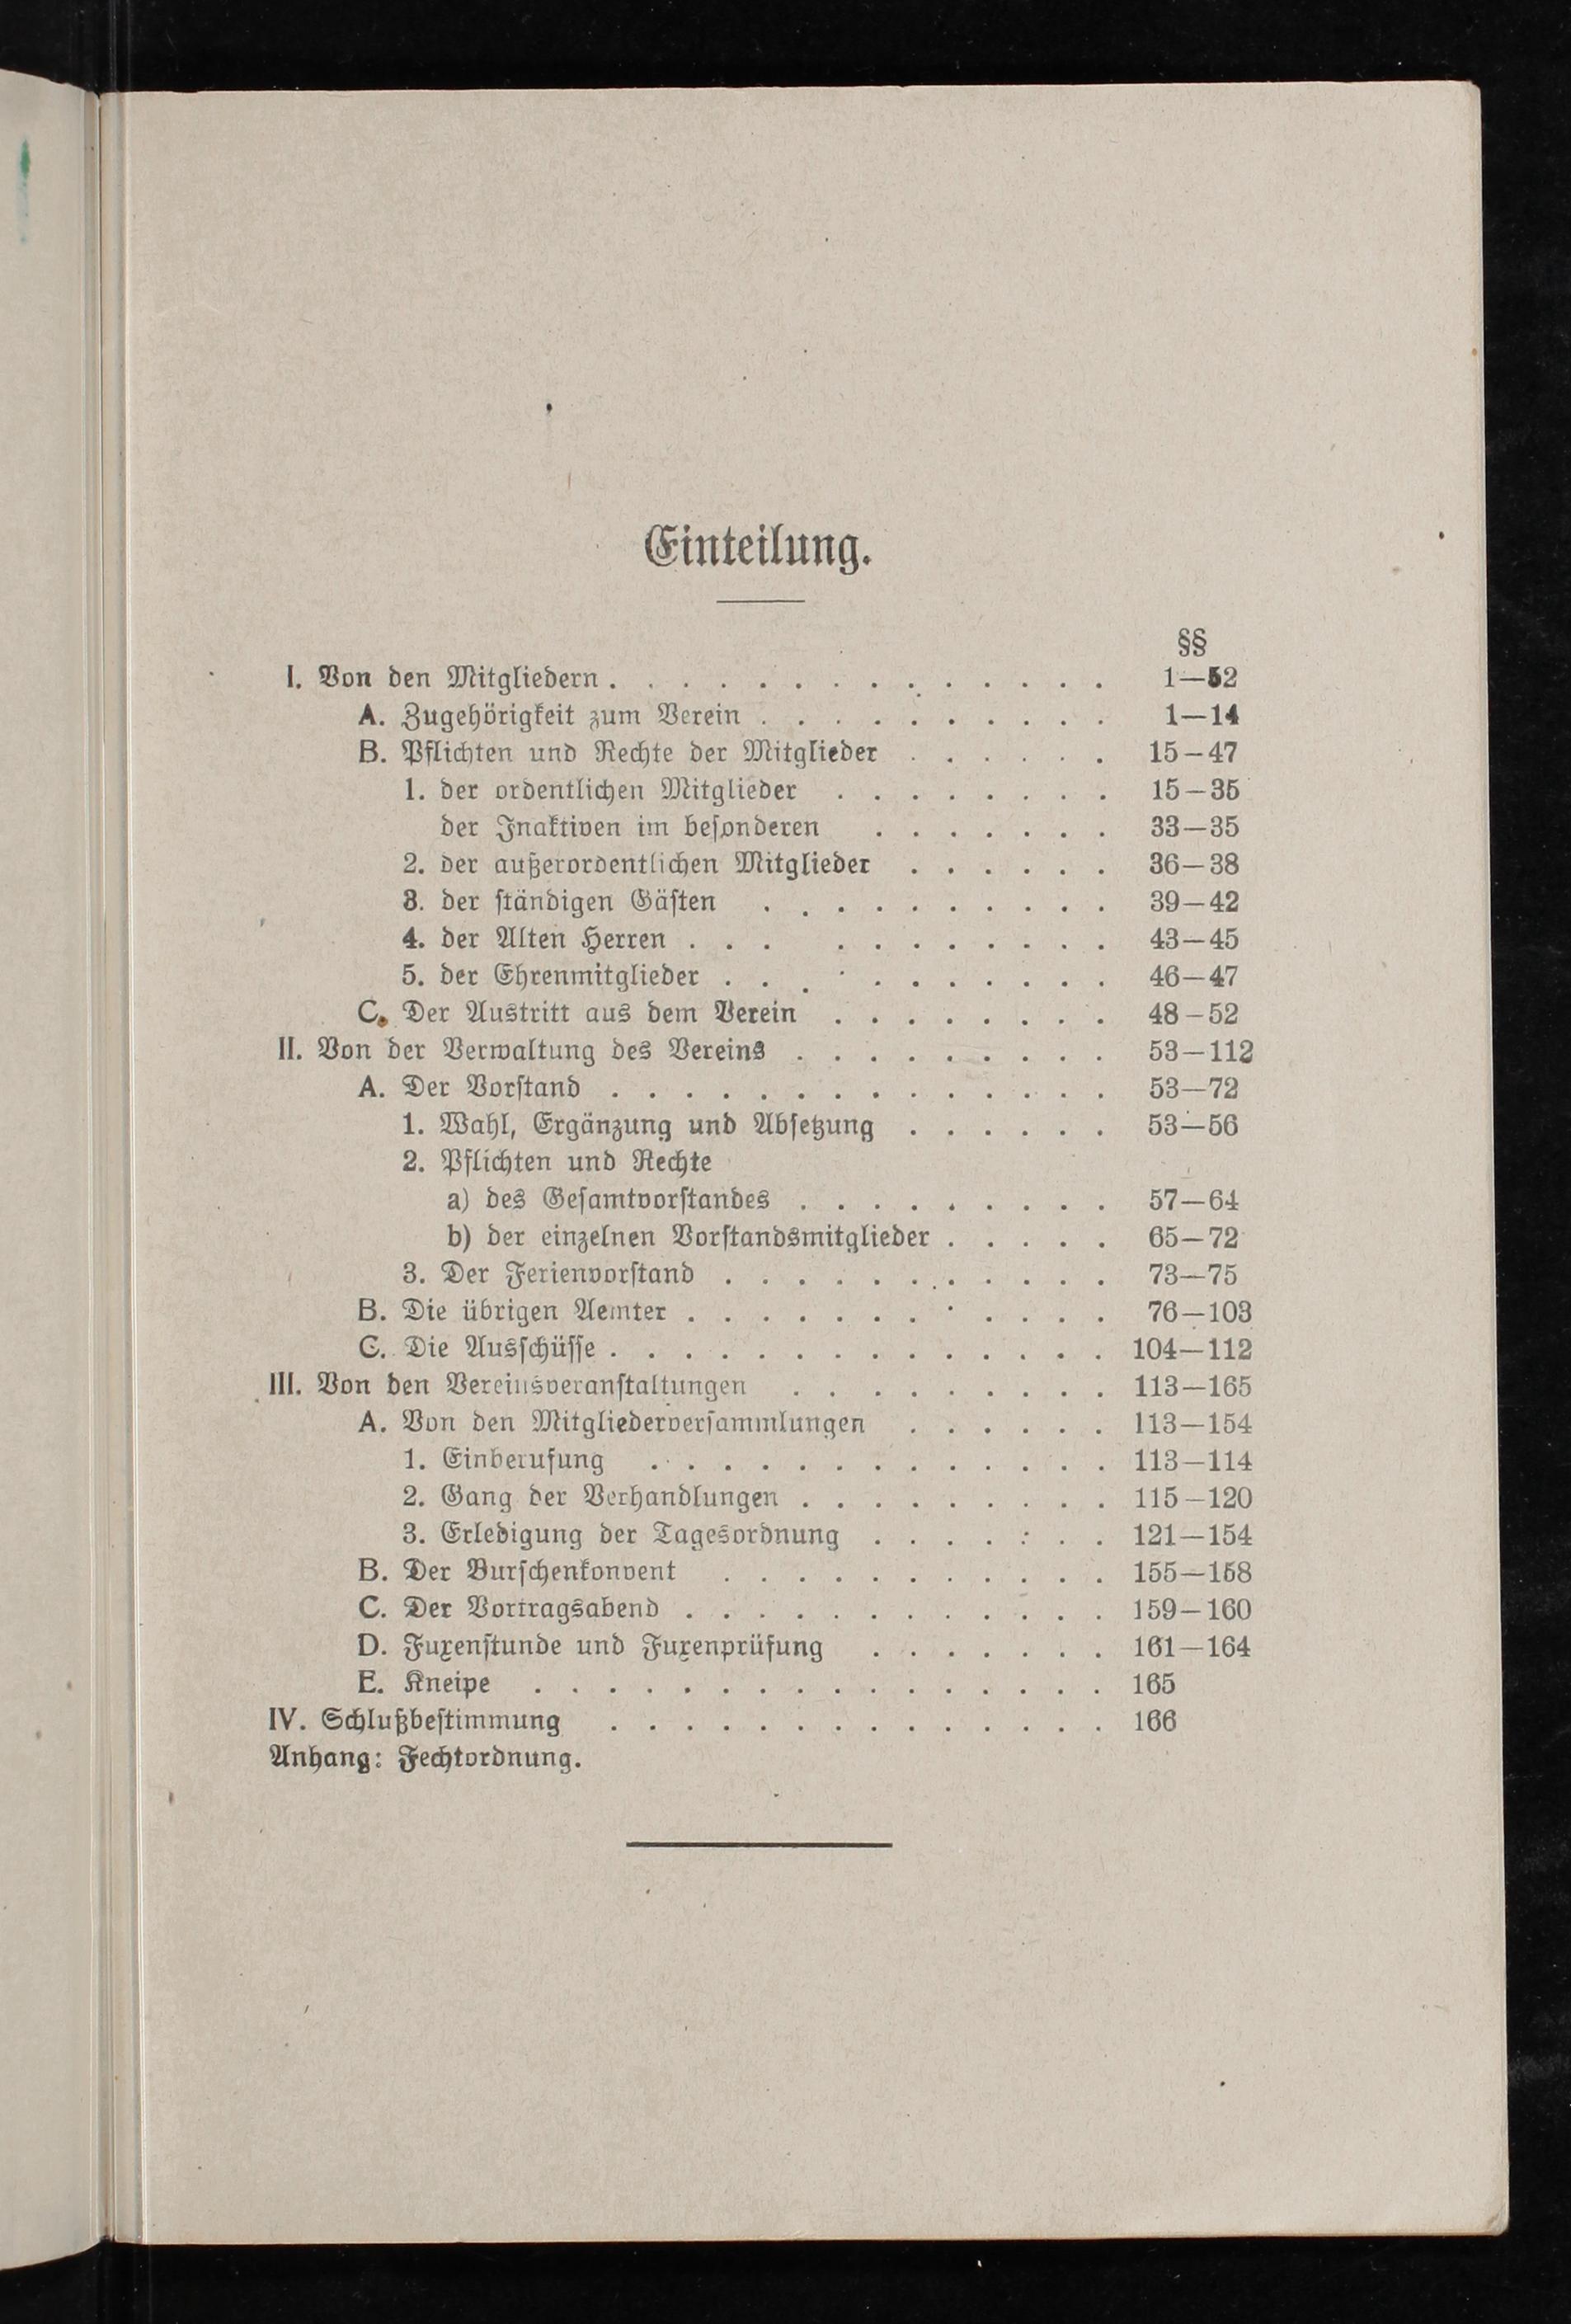 Einteilung.
§§
I. Von den Mitgliedern . . . . . . . . . . . . . . 1—52
A. Zugehörigkeit zum Verein . . . . . . . . . . 1—14
B. Pflichten und Rechte der Mitglieder . . . . . . 15—47
1. der ordentlichen Mitglieder . . . . . . . . 15—35
der Inaktiven im besonderen . . . . . . . 33—35
2. der außerordentlichen Mitglieder . . . . . . 36—38
3. der ständigen Gästen . . . . . . . . . . 39—42
4. der Alten Herren . . . . . . . . . . . 43—45
5. der Ehrenmitglieder . . . . . . . . . . 46—47
C. Der Austritt aus dem Verein . . . . . . . . 48—52
II. Von der Verwaltung des Vereins . . . . . . . . . 53—112
A. Der Vorstand . . . . . . . . . . . . . . 53—72
1. Wahl, Ergänzung und Absetzung . . . . . . 53—56
2. Pflichten und Rechte
a) des Gesamtvorstandes . . . . . . . . . 57—64
b) der einzelnen Vorstandsmitglieder . . . . . 65—72
3. Der Ferienvorstand . . . . . . . . . . . 73—75
B. Die übrigen Aemter . . . . . . . . . . . . 76—103
C. Die Ausschüsse . . . . . . . . . . . . . . 104—112
III. Von den Vereinsveranstaltungen . . . . . . . . . 113—165
A. Von den Mitgliederversammlungen . . . . . . 113—154
1. Einberufung . . . . . . . . . . . . . 113—114
2. Gang der Verhandlungen . . . . . . . . . 115—120
3. Erledigung der Tagesordnung . . . . . . . 121—154
B. Der Burschenkonvent . . . . . . . . . . . 155—158
C. Der Vortragsabend . . . . . . . . . . . . 159—160
D. Fuxenstunde und Fuxenprüfung . . . . . . . 161—164
E. Kneipe . . . . . . . . . . . . . . . . 165
IV. Schlußbestimmung . . . . . . . . . . . . . . 166
Anhang: Fechtordnung.